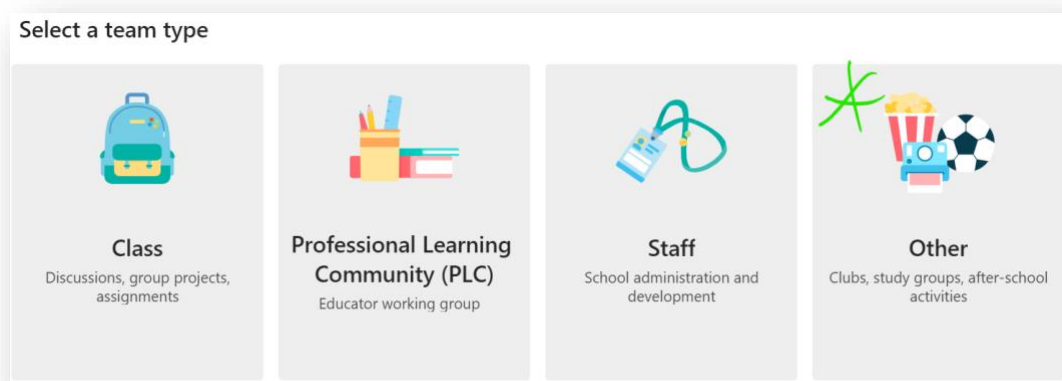 Select a team type
Class
Discussions, group projects,
assignments
Professional Learning
Community (PLC)
Educator working group
Staff
School administration and
development
Other
Clubs, study groups, after-school
activities